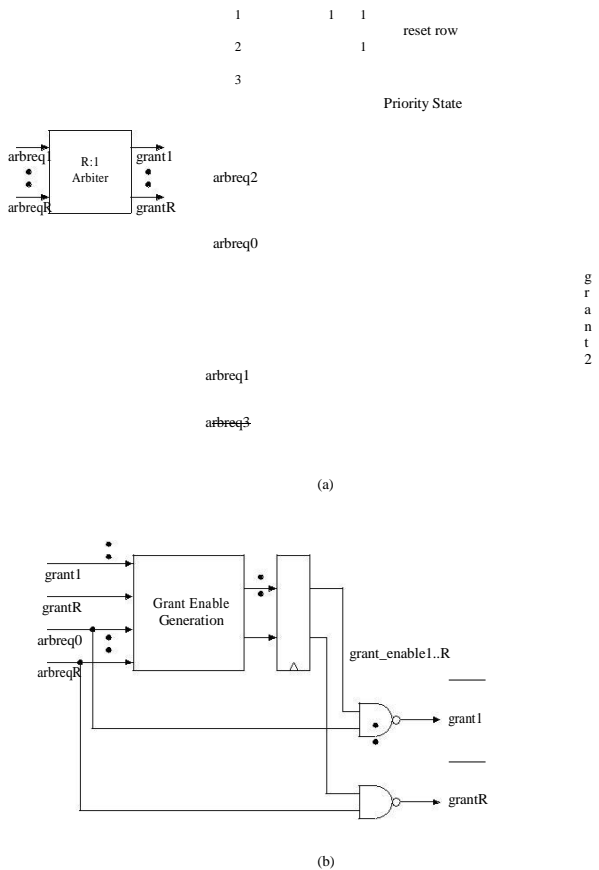 1 1 1
reset row
2 1
3
Priority State
arbreq1 R:1 grant1
Arbiter
arbreqR grantR
arbreq2
arbreq0
grant2
arbreq1
arbreq3
(a)
grant1
grantR
arbreq0
arbreqR
Grant Enable
Generation
grant_enable1..R
grant1
grantR
(b)